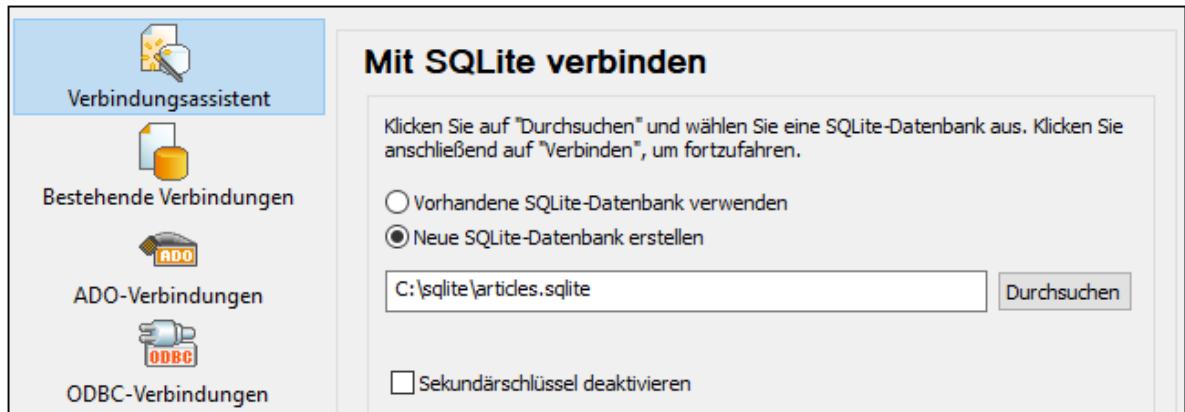 Verbindungsassistent
Bestehende Verbindungen
ADO
ADO-Verbindungen
ODBC
ODBC-Verbindungen
Mit SQLite verbinden
Klicken Sie auf "Durchsuchen" und wählen Sie eine SQLite-Datenbank aus. Klicken Sie
anschließend auf "Verbinden", um fortzufahren.
Vorhandene SQLite-Datenbank verwenden
Neue SQLite-Datenbank erstellen
C:\sqlite\articles.sqlite
Durchsuchen
Sekundärschlüssel deaktivieren